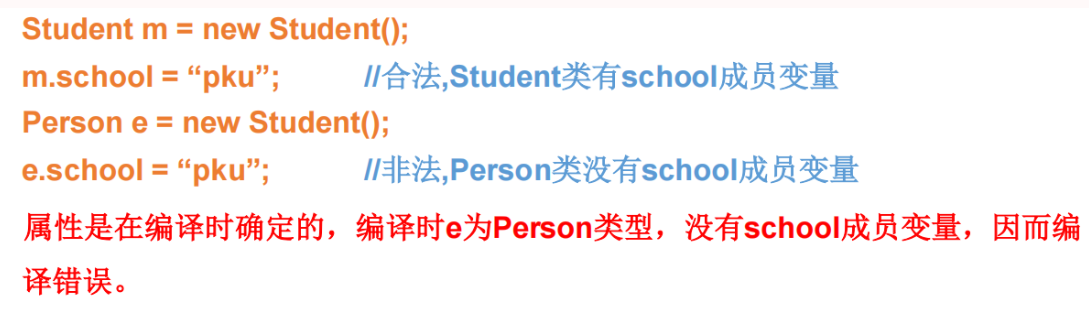 Student m = new Student();
m.school = “pku”; //合法,Student类有school成员变量
Person e = new Student();
e.school = “pku”; //非法,Person类没有school成员变量
属性是在编译时确定的，编译时e为Person类型，没有school成员变量，因而编
译错误。